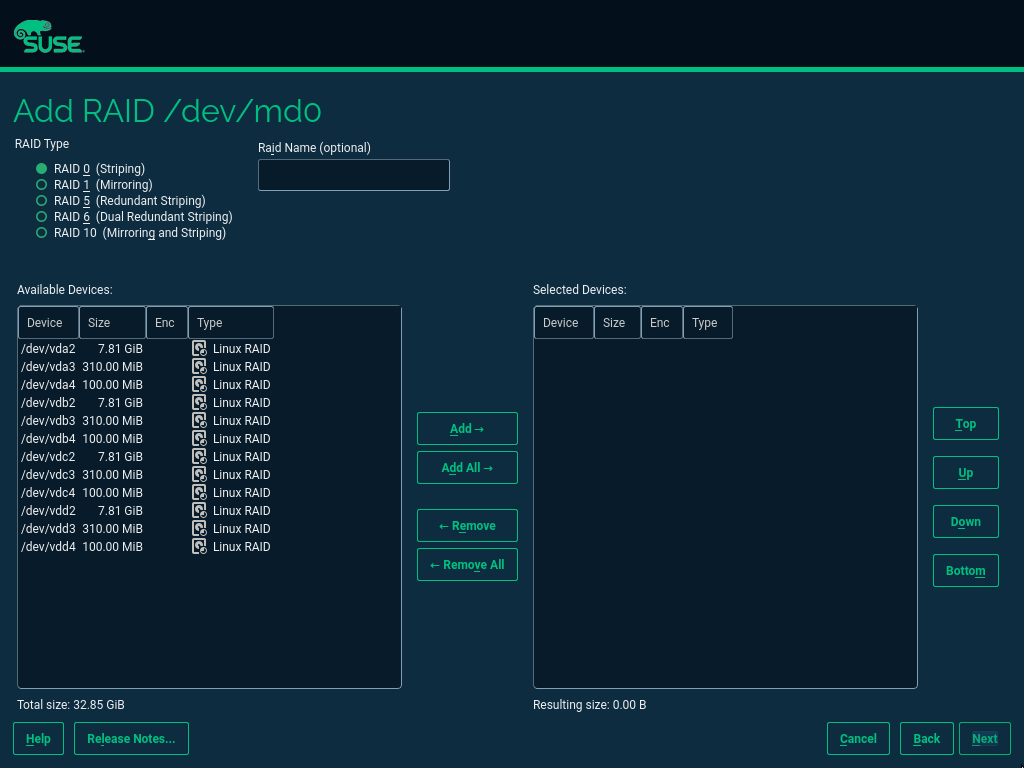 SUSE
Add RAID /dev/md0
RAID Type
RAID 0 (Striping)
RAID 1 (Mirroring)
RAID 5 (Redundant Striping)
RAID 6 (Dual Redundant Striping)
RAID 10 (Mirroring and Striping)
Raid Name (optional)
Available Devices:
Device Size Enc Type
/dev/vda2 7.81 GiB Linux RAID
/dev/vda3 310.00 MiB Linux RAID
/dev/vda4 100.00 MiB Linux RAID
/dev/vdb2 7.81 GiB Linux RAID
/dev/vdb3 310.00 MiB Linux RAID
/dev/vdb4 100.00 MiB Linux RAID
/dev/vdc2 7.81 GiB Linux RAID
/dev/vdc3 310.00 MiB Linux RAID
/dev/vdc4 100.00 MiB Linux RAID
/dev/vdd2 7.81 GiB Linux RAID
/dev/vdd3 310.00 MiB Linux RAID
/dev/vdd4 100.00 MiB Linux RAID
Total size: 32.85 GiB
Add →
Add All →
← Remove
← Remove All
Selected Devices:
Device Size Enc Type
Resulting size: 0.00 B
Top
Up
Down
Bottom
Help Release Notes... Cancel Back Next